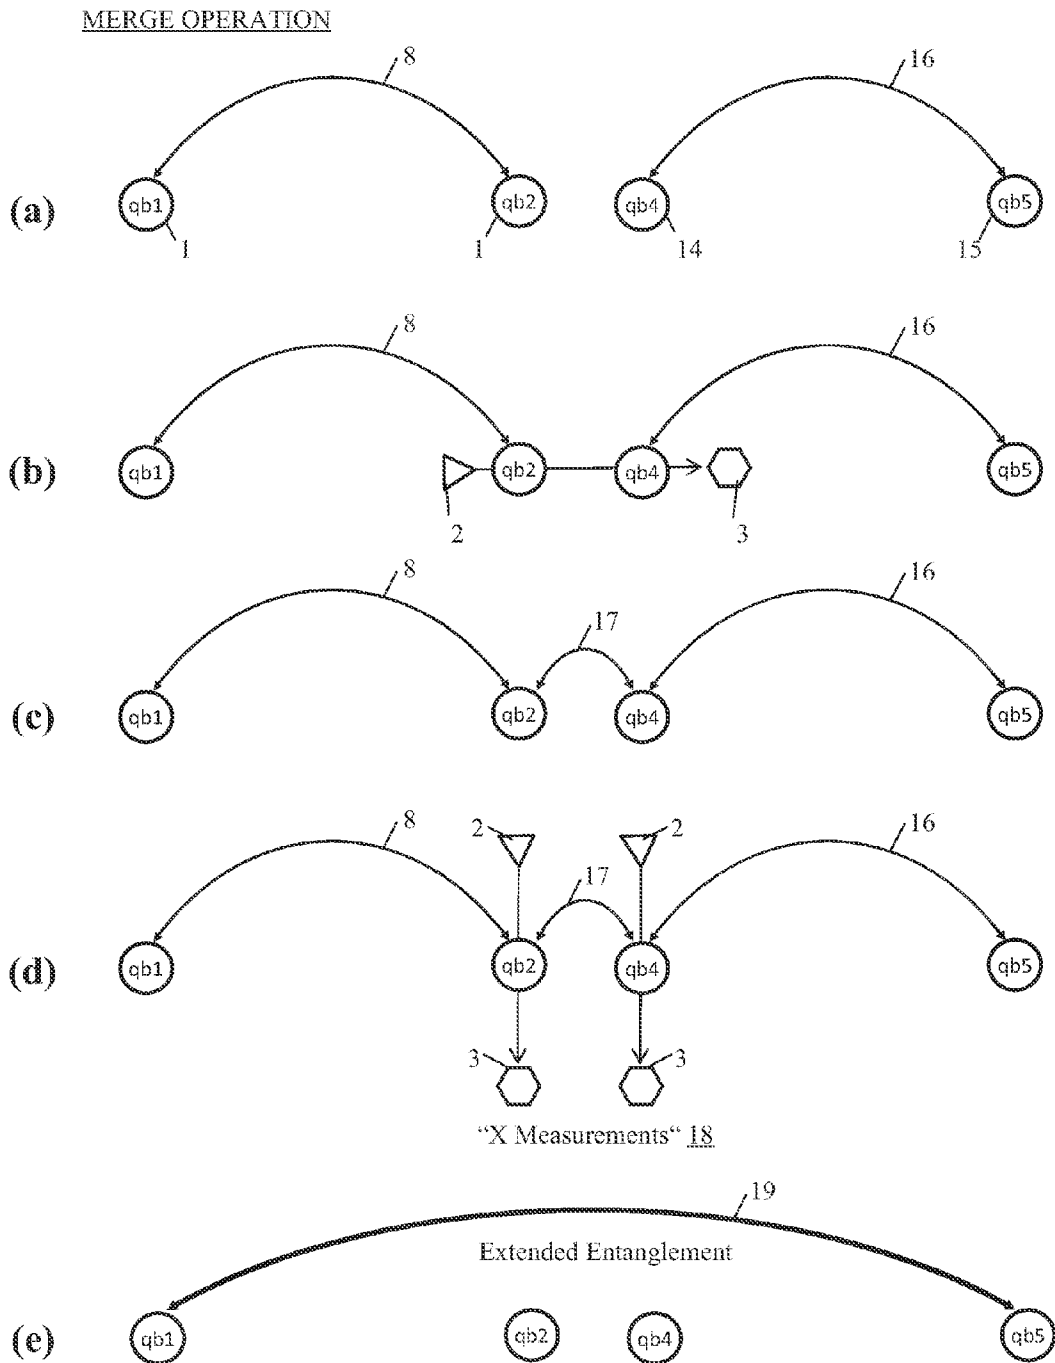 MERGE OPERATION
8 16
(a) qb1 qb2 qb4 qb5
1 1 14 15
8 16
(b) qb1 qb2 qb4 qb5
2 3
8 16
17
(c) qb1 qb2 qb4 qb5
8 2 2 16
17
(d) qb1 qb2 qb4 qb5
3 3
“X Measurements“ 18
19
Extended Entanglement
(e) qb1 qb2 qb4 qb5